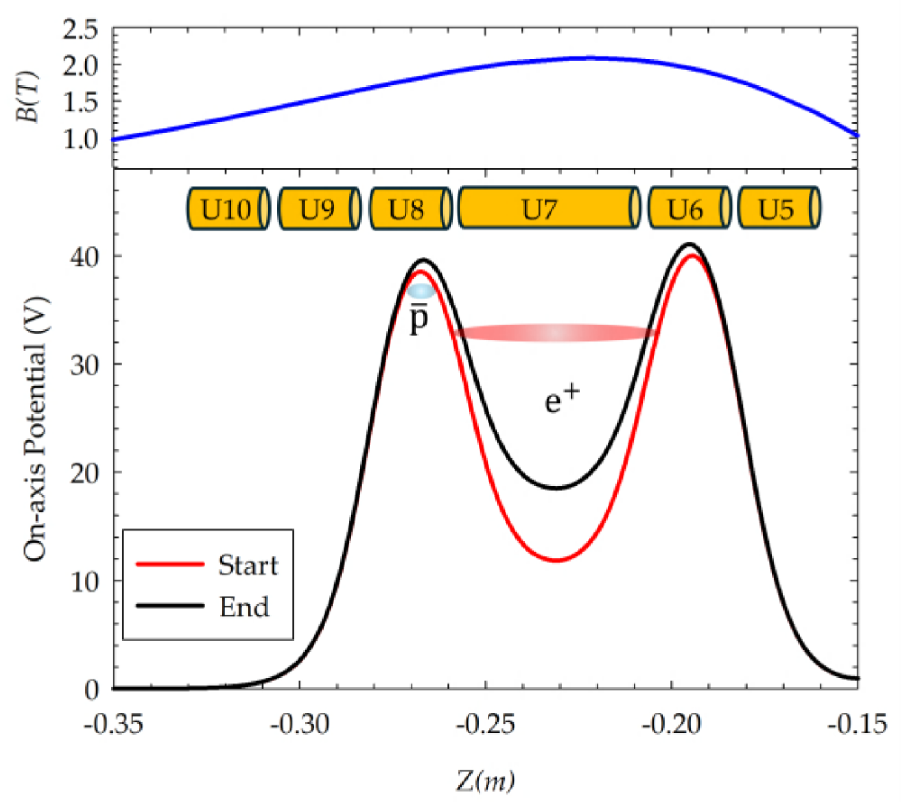 2.5
2.0
1.5
1.0
B(T)
U10 U9 U8 U7 U6 U5
40
30
20
10
0
On-axis Potential (V)
p̅
e⁺
Start
End
-0.35 -0.30 -0.25 -0.20 -0.15
Z(m)